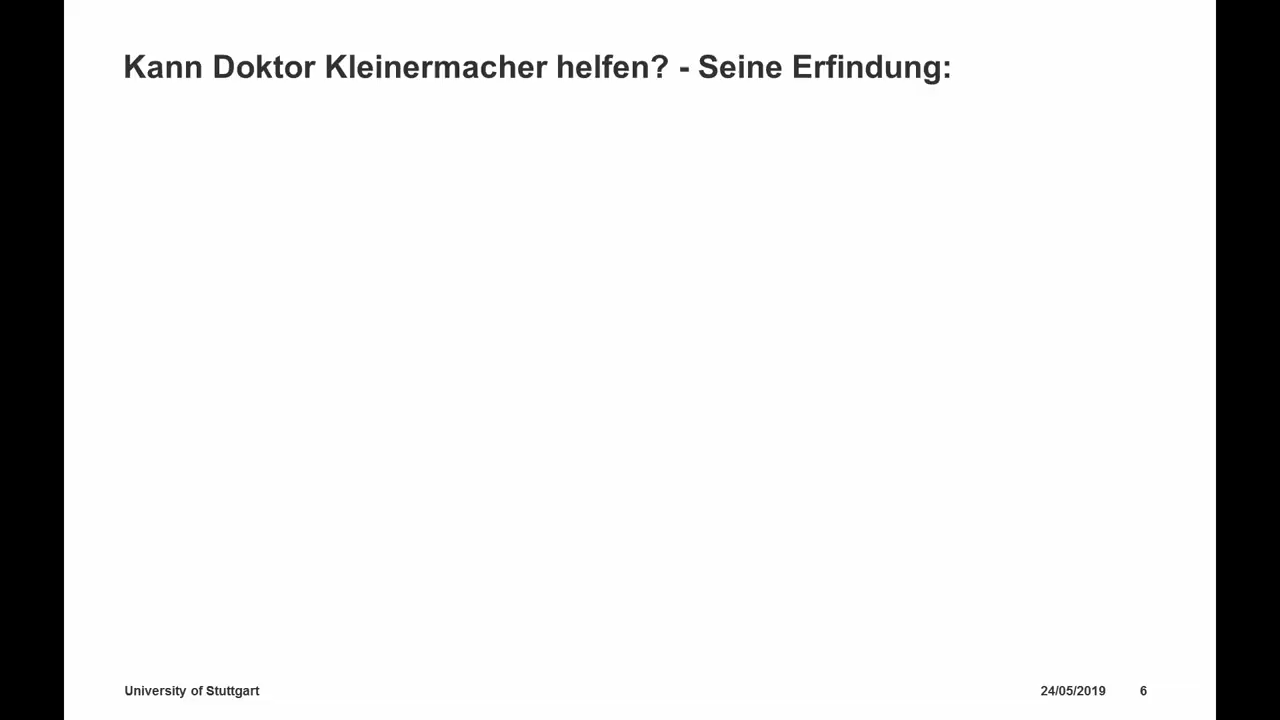 Kann Doktor Kleinermacher helfen? - Seine Erfindung:
University of Stuttgart
24/05/2019
6